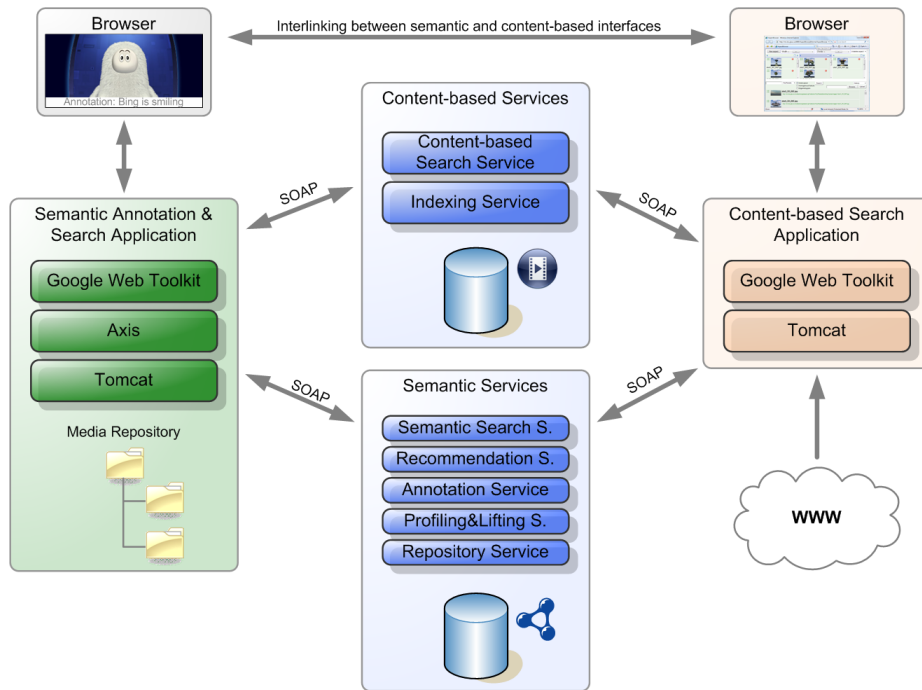 Browser
Annotation: Bing is smiling
Interlinking between semantic and content-based interfaces
Browser
Content-based Services
Content-based
Search Service
Indexing Service
SOAP
SOAP
Semantic Annotation &
Search Application
Google Web Toolkit
Axis
Tomcat
Media Repository
Content-based Search
Application
Google Web Toolkit
Tomcat
SOAP
SOAP
Semantic Services
Semantic Search S.
Recommendation S.
Annotation Service
Profiling&Lifting S.
Repository Service
WWW